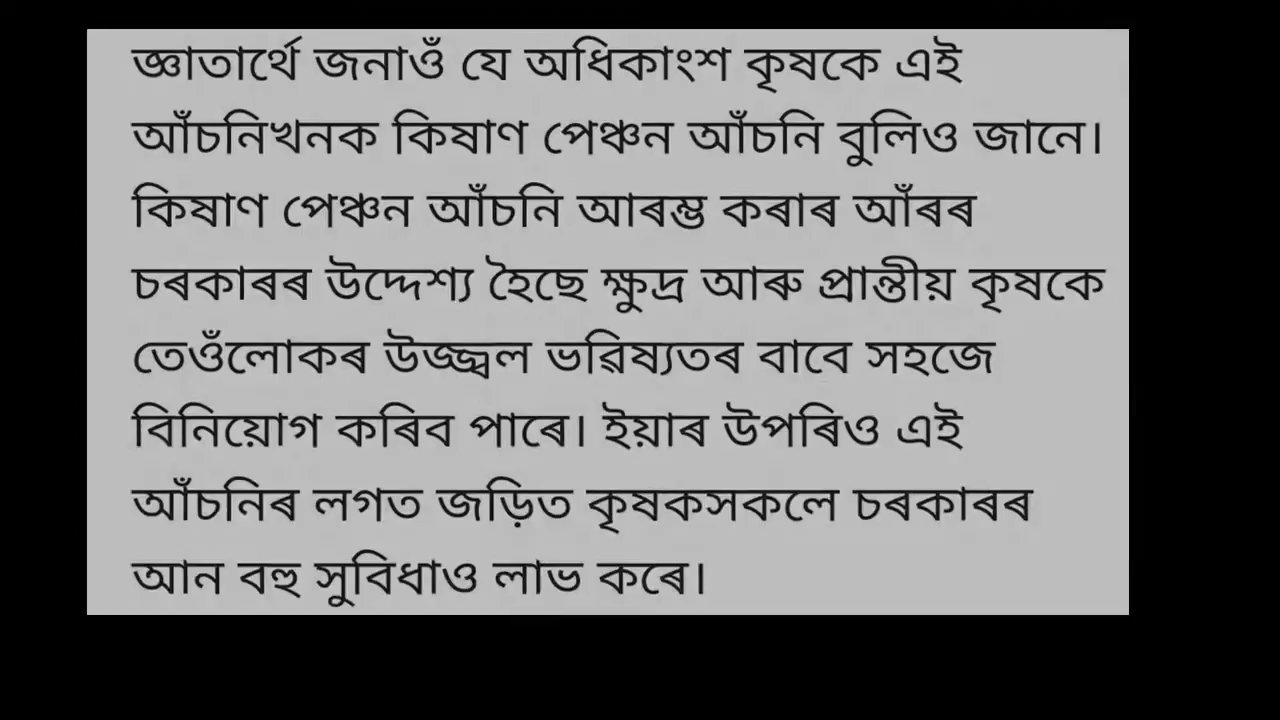 জ্ঞাতাৰ্থে জনাওঁ যে অধিকাংশ কৃষকে এই
আঁচনিখনক কিষাণ পেঞ্চন আঁচনি বুলিও জানে।
কিষাণ পেঞ্চন আঁচনি আৰম্ভ কৰাৰ আঁৰৰ
চৰকাৰৰ উদ্দেশ্য হৈছে ক্ষুদ্ৰ আৰু প্ৰান্তীয় কৃষকে
তেওঁলোকৰ উজ্জ্বল ভৱিষ্যতৰ বাবে সহজে
বিনিয়োগ কৰিব পাৰে। ইয়াৰ উপৰিও এই
আঁচনিৰ লগত জড়িত কৃষকসকলে চৰকাৰৰ
আন বহু সুবিধাও লাভ কৰে।